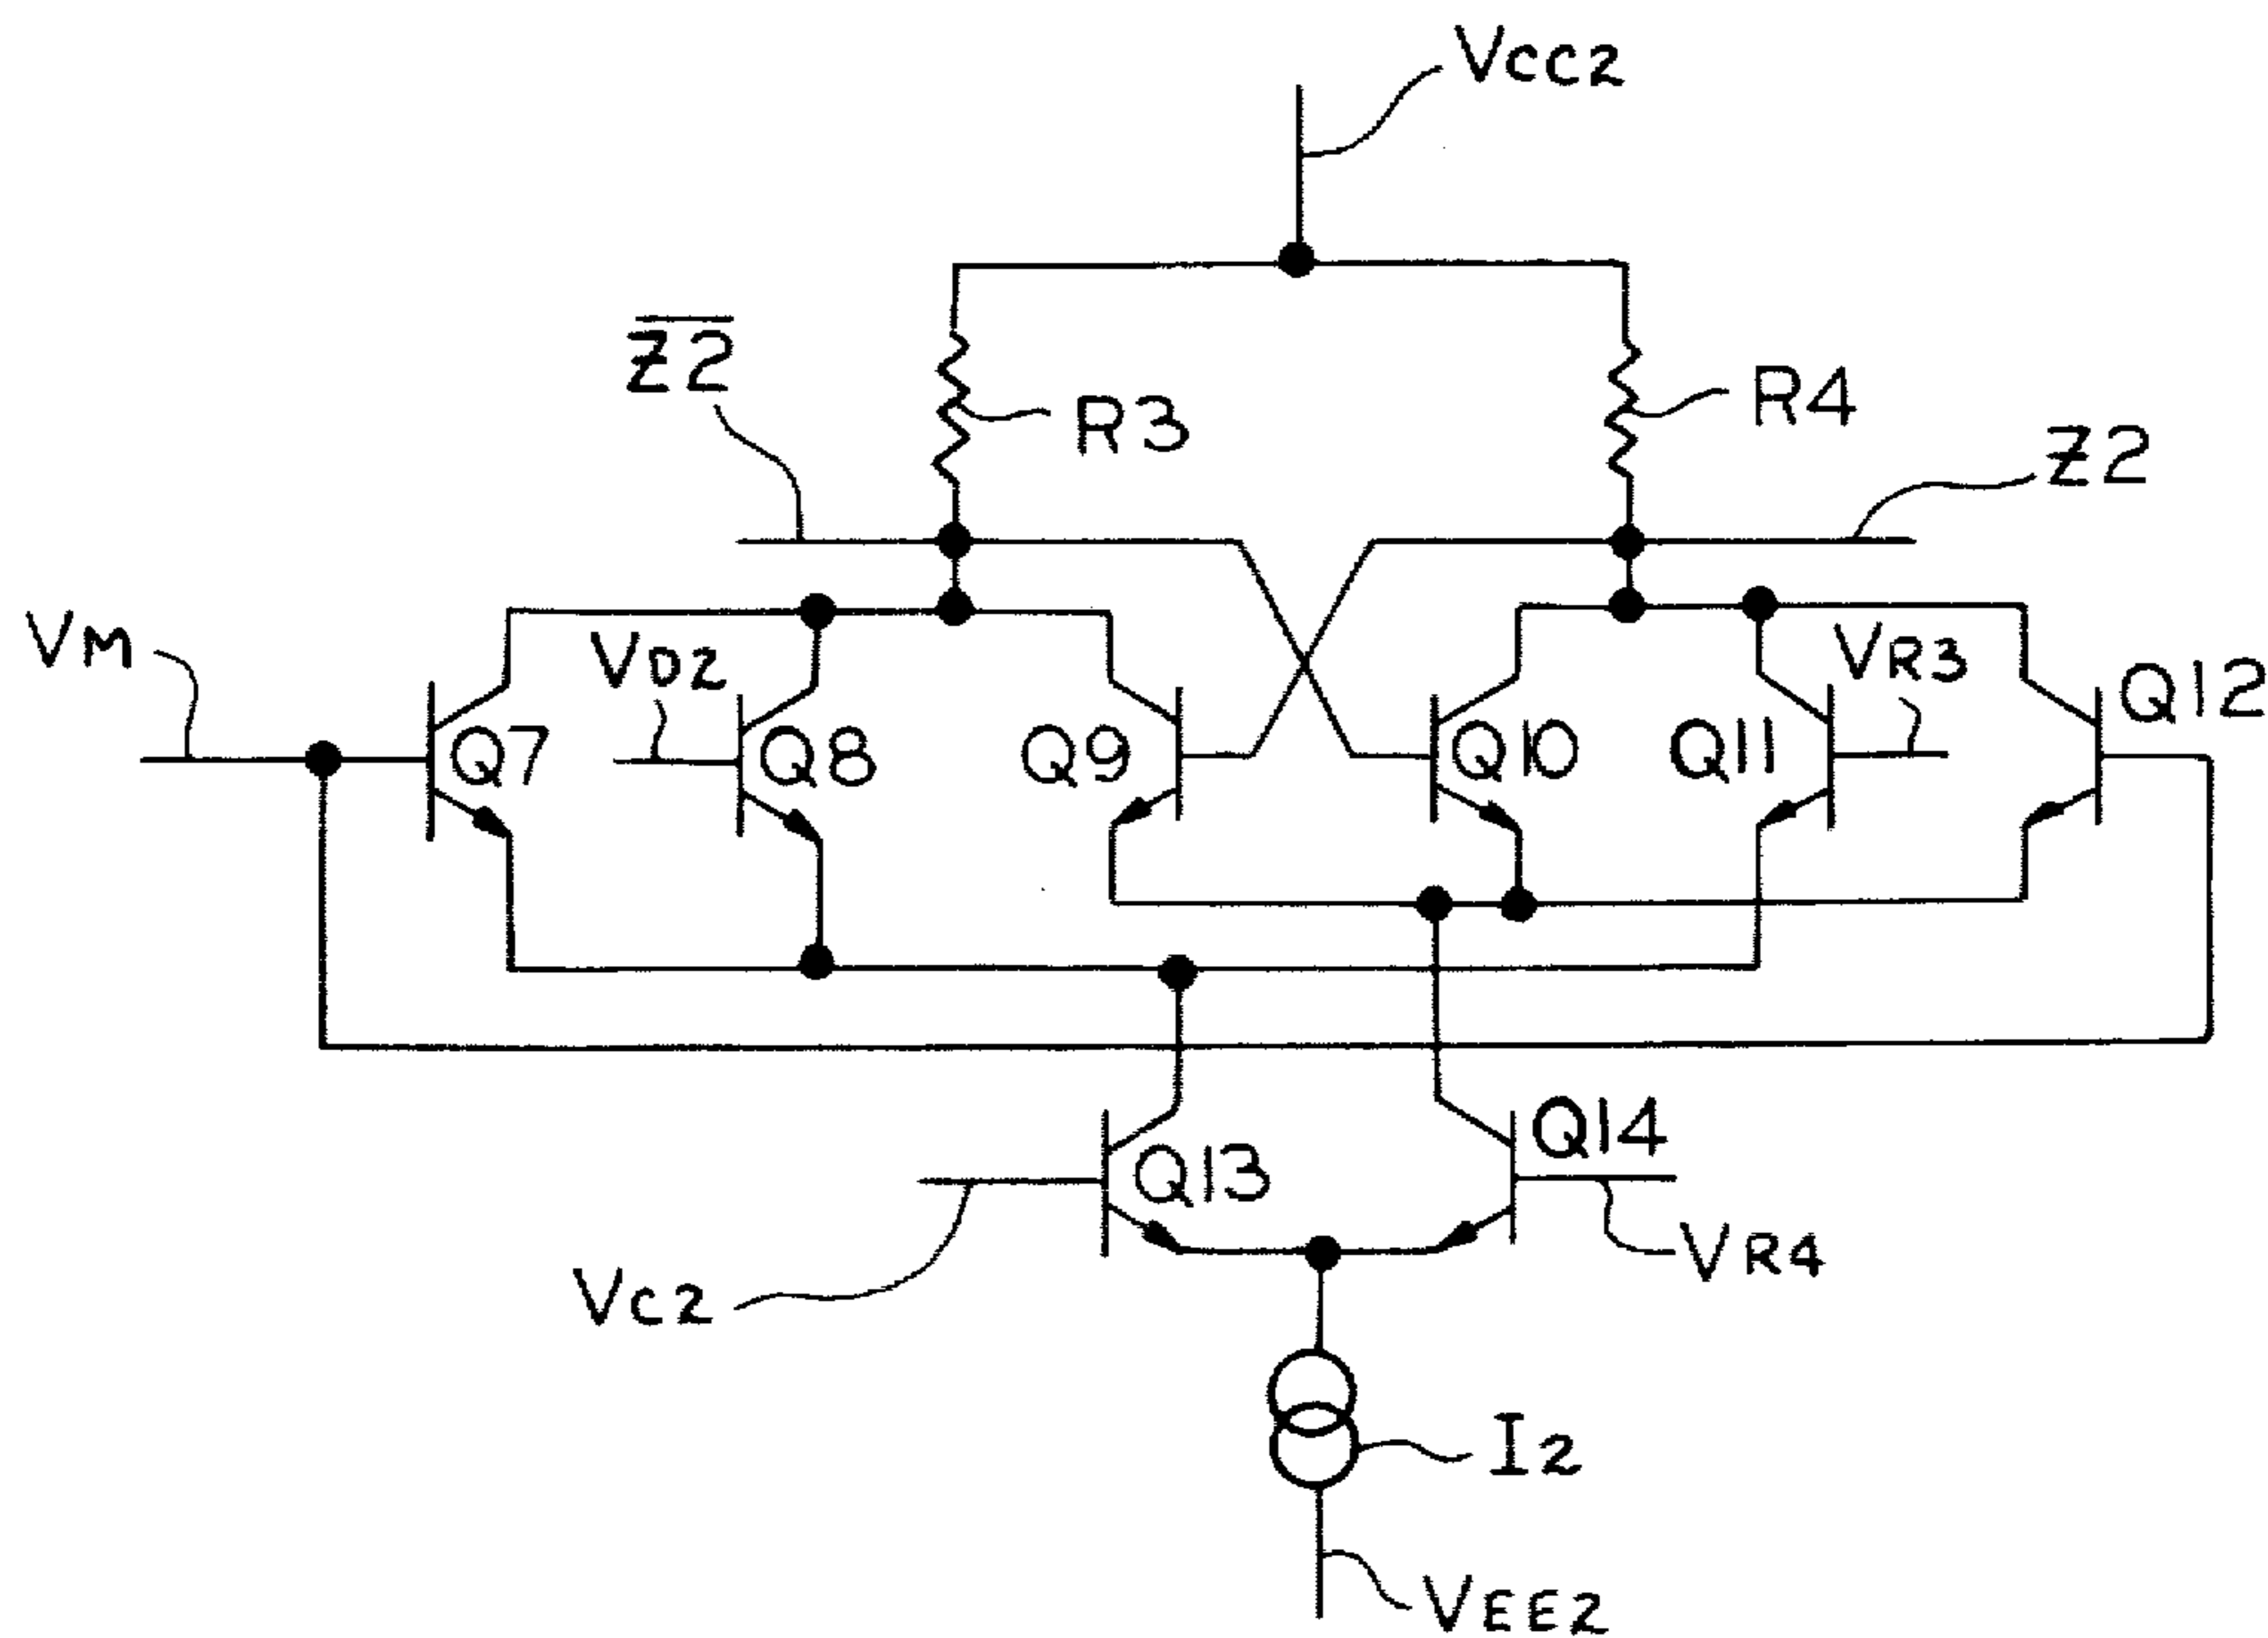 VCC2
Z2
R3
R4
Z2
VM
VD2
VR3
Q12
Q7
Q8
Q9
Q10
Q11
Q14
Q13
VR4
VC2
I2
VEE2